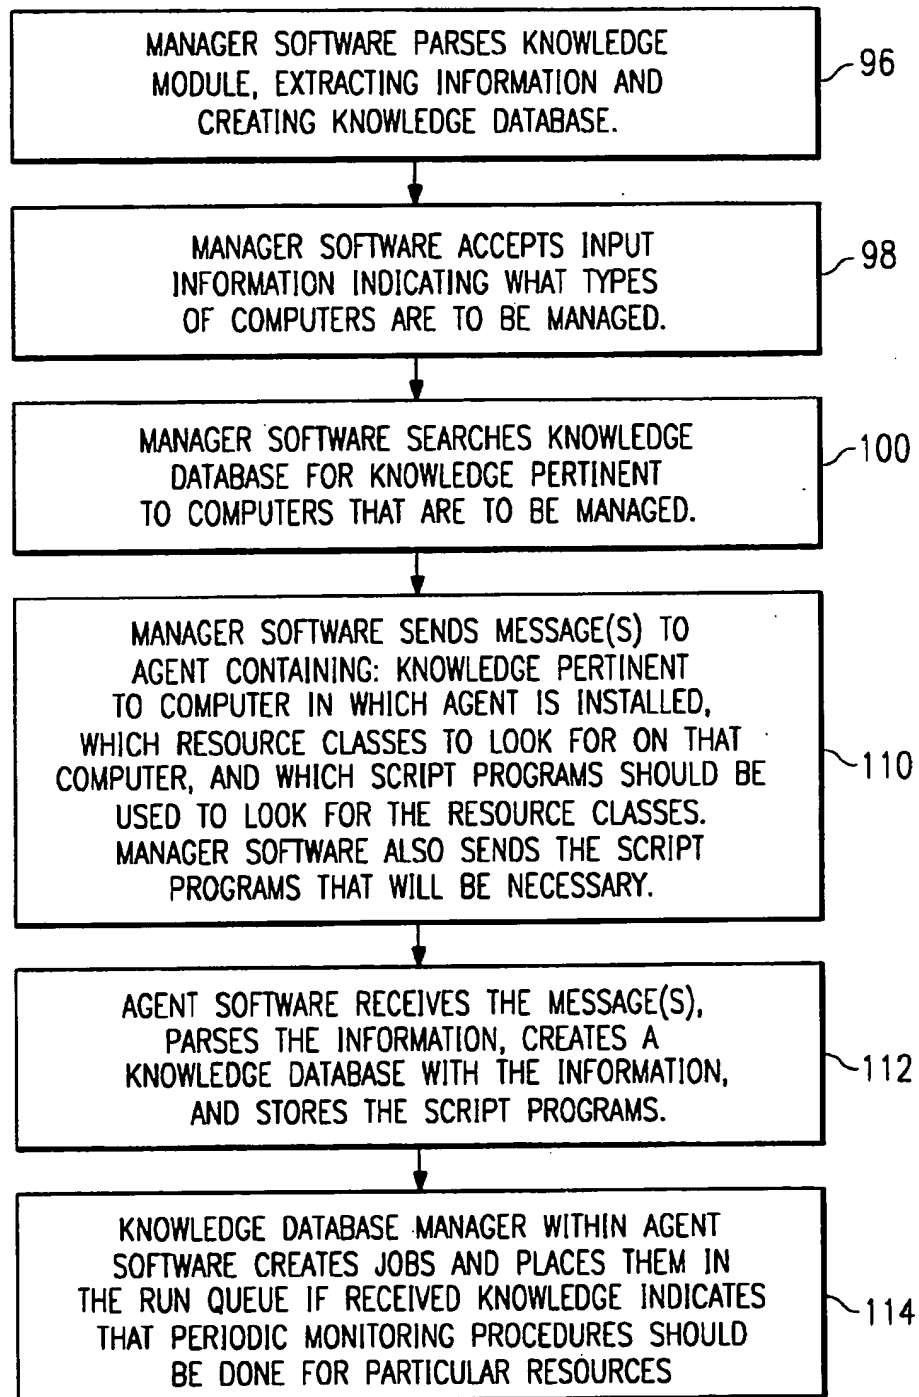 MANAGER SOFTWARE PARSES KNOWLEDGE
MODULE, EXTRACTING INFORMATION AND
CREATING KNOWLEDGE DATABASE.
96
MANAGER SOFTWARE ACCEPTS INPUT
INFORMATION INDICATING WHAT TYPES
OF COMPUTERS ARE TO BE MANAGED.
98
MANAGER SOFTWARE SEARCHES KNOWLEDGE
DATABASE FOR KNOWLEDGE PERTINENT
TO COMPUTERS THAT ARE TO BE MANAGED.
100
MANAGER SOFTWARE SENDS MESSAGE(S) TO
AGENT CONTAINING: KNOWLEDGE PERTINENT
TO COMPUTER IN WHICH AGENT IS INSTALLED,
WHICH RESOURCE CLASSES TO LOOK FOR ON THAT
COMPUTER, AND WHICH SCRIPT PROGRAMS SHOULD BE
USED TO LOOK FOR THE RESOURCE CLASSES.
MANAGER SOFTWARE ALSO SENDS THE SCRIPT
PROGRAMS THAT WILL BE NECESSARY.
110
AGENT SOFTWARE RECEIVES THE MESSAGE(S),
PARSES THE INFORMATION, CREATES A
KNOWLEDGE DATABASE WITH THE INFORMATION,
AND STORES THE SCRIPT PROGRAMS.
112
KNOWLEDGE DATABASE MANAGER WITHIN AGENT
SOFTWARE CREATES JOBS AND PLACES THEM IN
THE RUN QUEUE IF RECEIVED KNOWLEDGE INDICATES
THAT PERIODIC MONITORING PROCEDURES SHOULD
BE DONE FOR PARTICULAR RESOURCES
114